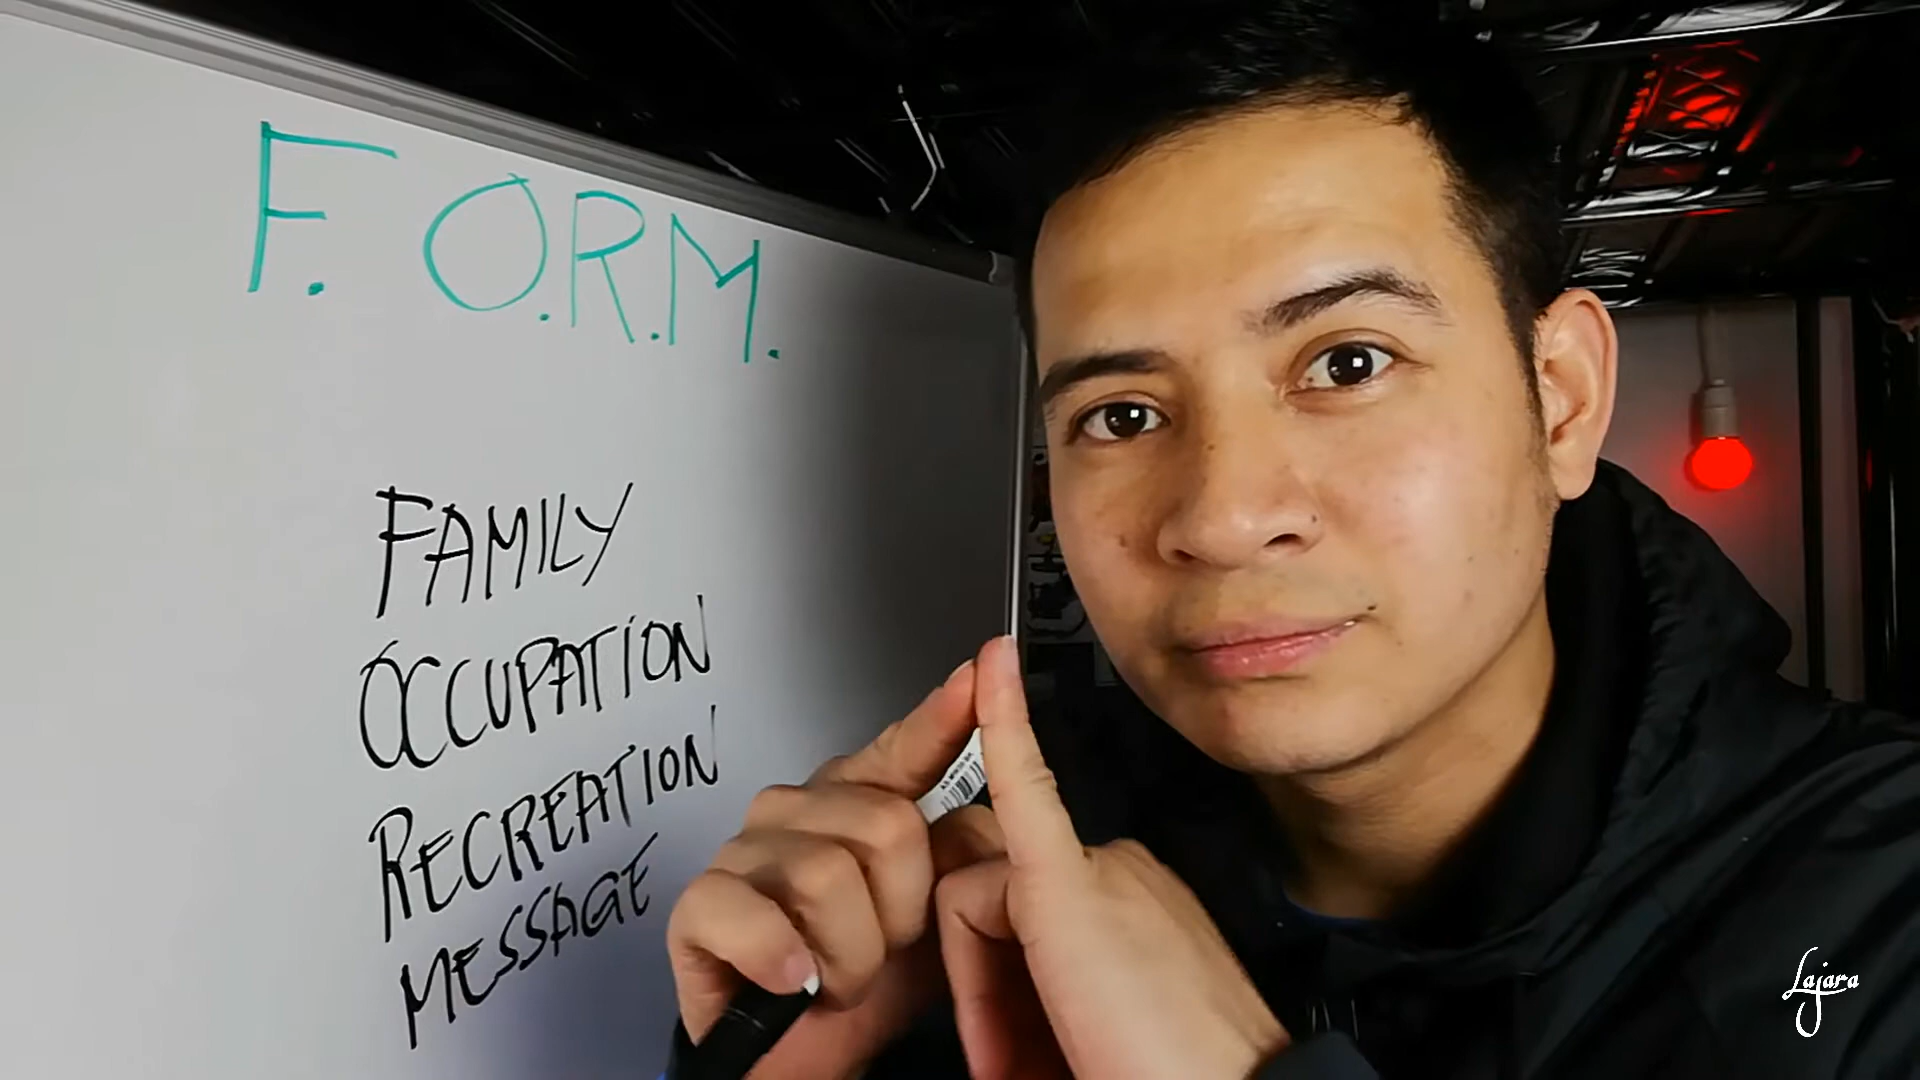 F. O.R.M.
FAMILY
OCCUPATION
RECREATION
MESSAGE
Lajara